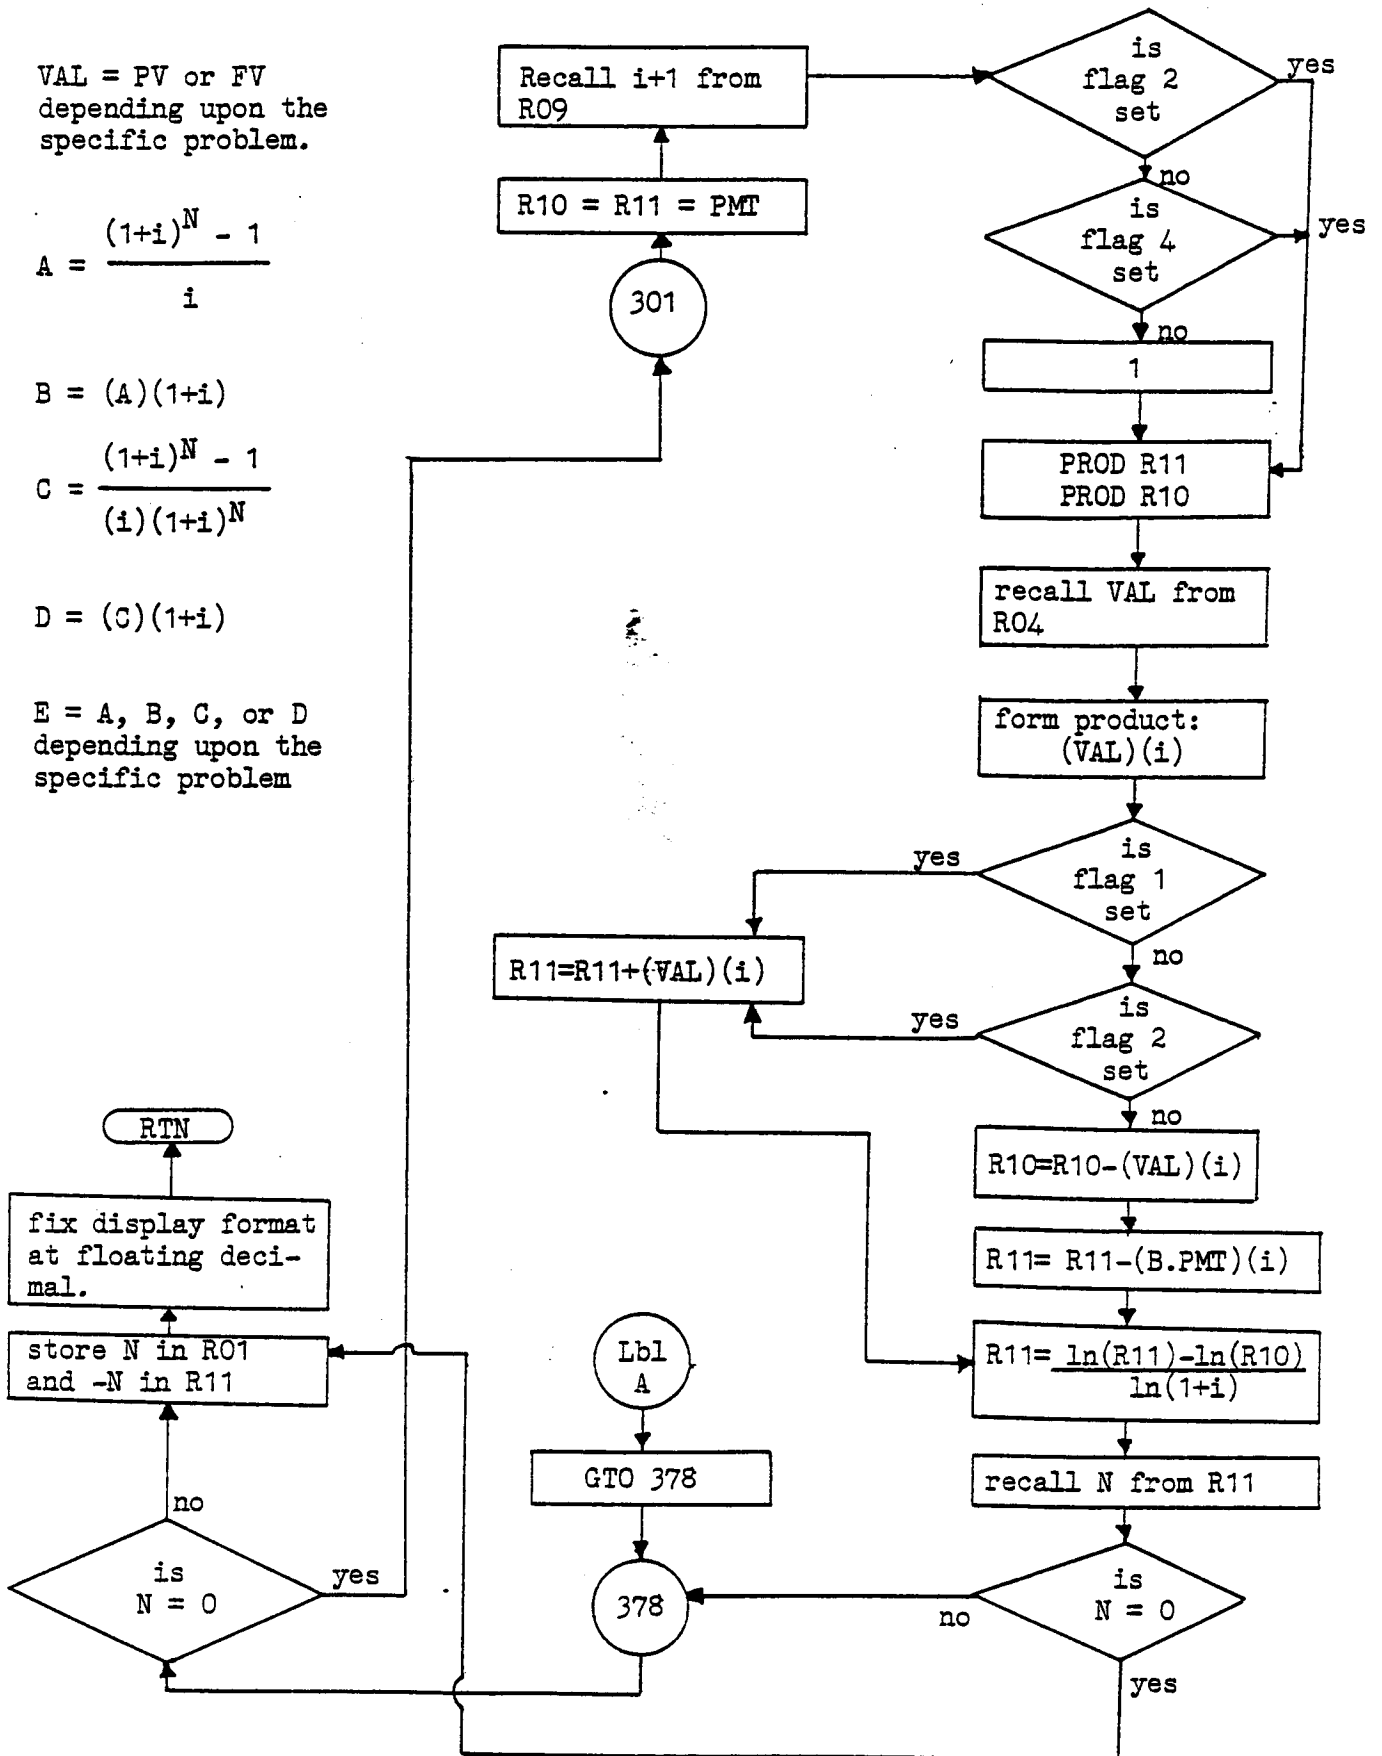 VAL = PV or FV
depending upon the
specific problem.
A = (1+i)^N - 1
i
B = (A)(1+i)
C = (1+i)^N - 1
(i)(1+i)^N
D = (C)(1+i)
E = A, B, C, or D
depending upon the
specific problem
Recall i+1 from
R09
R10 = R11 = PMT
301
is
flag 2
set
yes
no
is
flag 4
set
yes
no
1
PROD R11
PROD R10
recall VAL from
R04
form product:
(VAL)(i)
is
flag 1
set
yes
no
R11=R11+(VAL)(i)
is
flag 2
set
yes
no
R10=R10-(VAL)(i)
R11= R11-(B.PMT)(i)
R11= ln(R11)-ln(R10)
ln(1+i)
recall N from R11
is
N = 0
no
yes
Lbl
A
GTO 378
378
is
N = 0
yes
no
store N in R01
and -N in R11
fix display format
at floating deci-
mal.
RTN